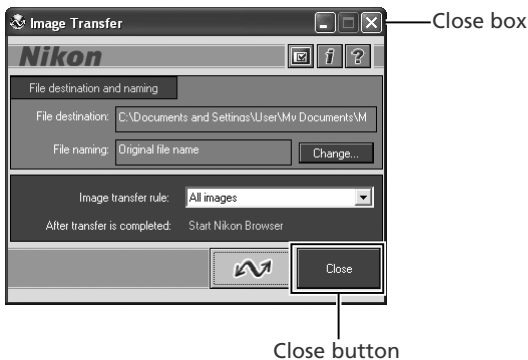 Image Transfer
Close box
Nikon
File destination and naming
File destination: C:\Documents and Settings\User\My Documents\M
File naming: Original file name Change...
Image transfer rule: All images
After transfer is completed: Start Nikon Browser
Close
Close button